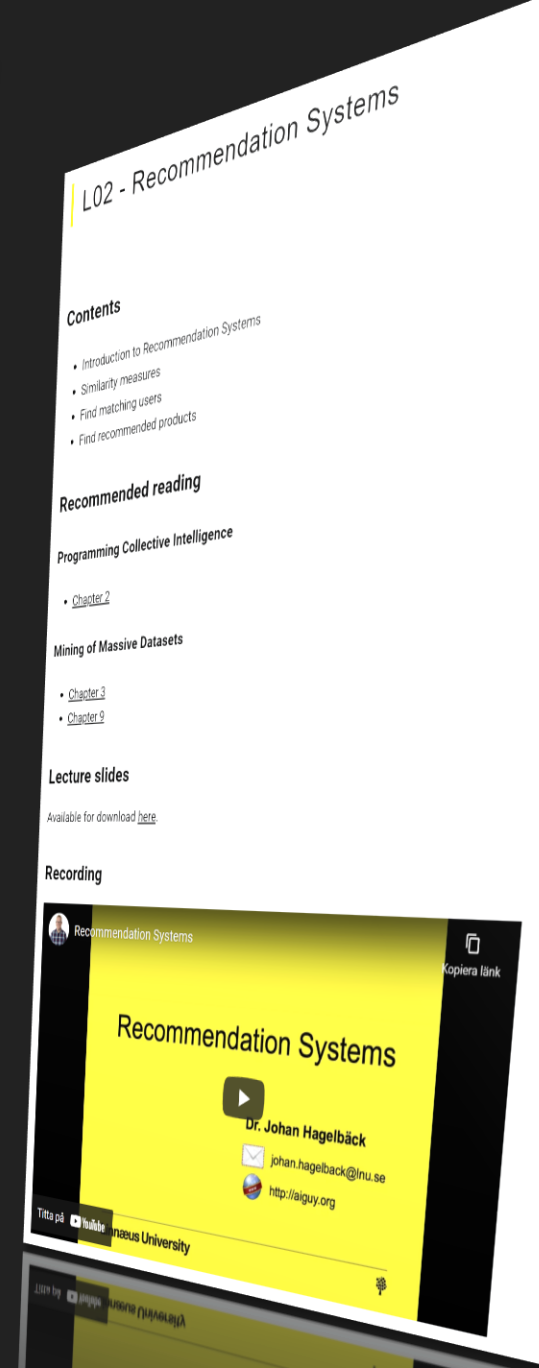 L02 - Recommendation Systems
Contents
Introduction to Recommendation Systems
Similarity measures
Find matching users
Find recommended products
Recommended reading
Programming Collective Intelligence
Chapter 2
Mining of Massive Datasets
Chapter 3
Chapter 9
Lecture slides
Available for download here.
Recording
Recommendation Systems
Kopiera länk
Recommendation Systems
Dr. Johan Hagelbäck
johan.hagelback@lnu.se
http://aiguy.org
Titta på YouTube
nnæus University